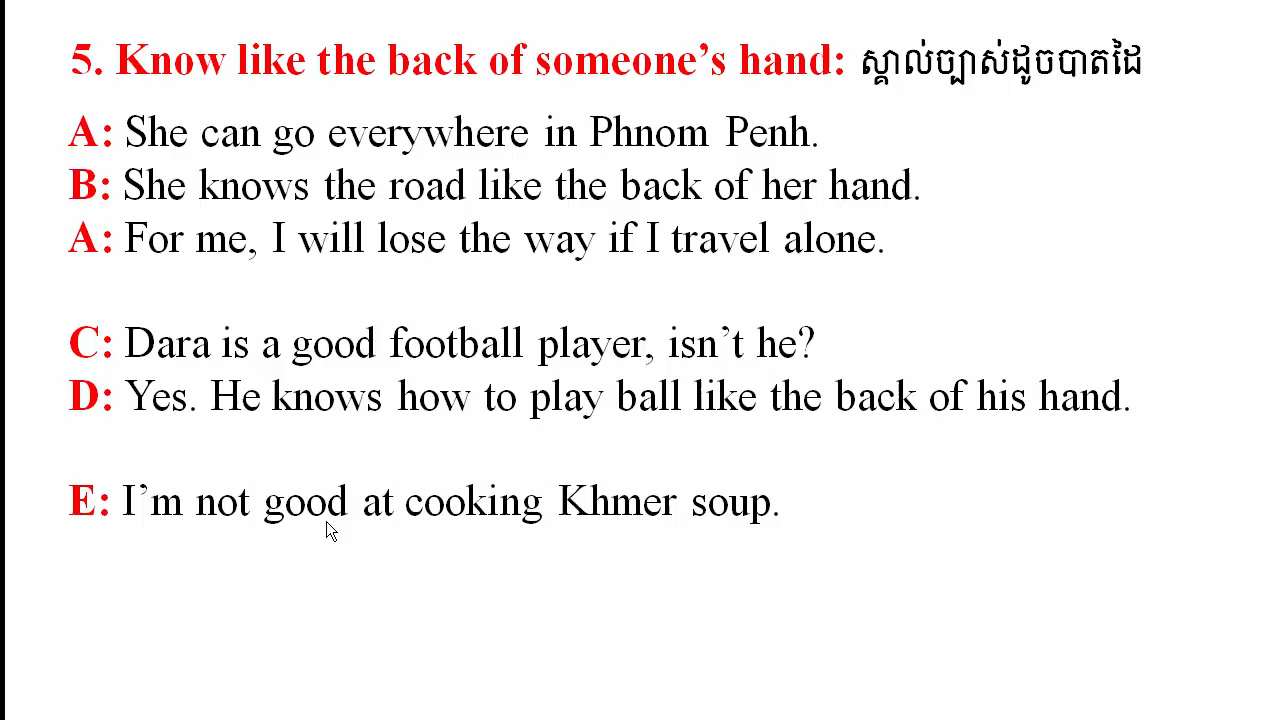 5. Know like the back of someone’s hand: ស្គាល់ច្បាស់ដូចបាតដៃ
A: She can go everywhere in Phnom Penh.
B: She knows the road like the back of her hand.
A: For me, I will lose the way if I travel alone.
C: Dara is a good football player, isn’t he?
D: Yes. He knows how to play ball like the back of his hand.
E: I’m not good at cooking Khmer soup.